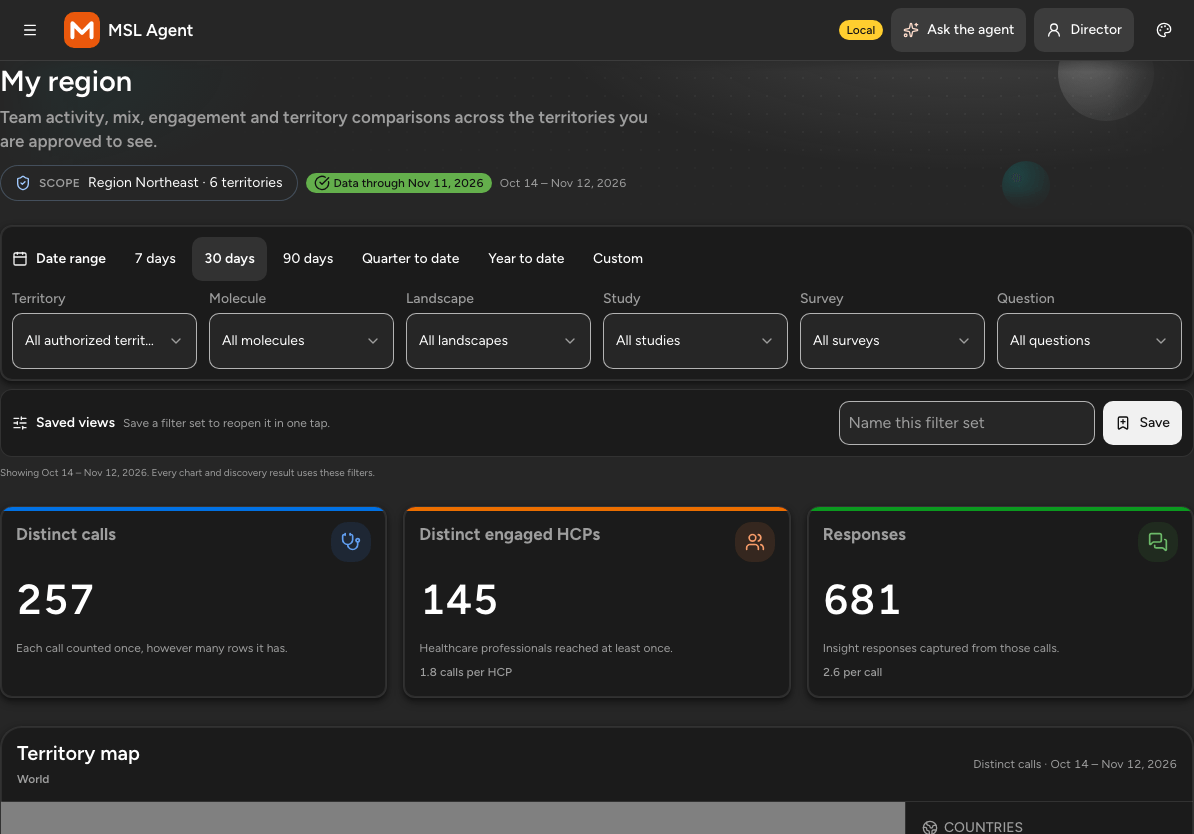 MSL Agent
Local
Ask the agent
Director
My region
Team activity, mix, engagement and territory comparisons across the territories you
are approved to see.
SCOPE Region Northeast · 6 territories
Data through Nov 11, 2026
Oct 14 – Nov 12, 2026
Date range
7 days
30 days
90 days
Quarter to date
Year to date
Custom
Territory
Molecule
Landscape
Study
Survey
Question
All authorized territ...
All molecules
All landscapes
All studies
All surveys
All questions
Saved views Save a filter set to reopen it in one tap.
Name this filter set
Save
Showing Oct 14 – Nov 12, 2026. Every chart and discovery result uses these filters.
Distinct calls
257
Each call counted once, however many rows it has.
Distinct engaged HCPs
145
Healthcare professionals reached at least once.
1.8 calls per HCP
Responses
681
Insight responses captured from those calls.
2.6 per call
Territory map
World
Distinct calls · Oct 14 – Nov 12, 2026
COUNTRIES